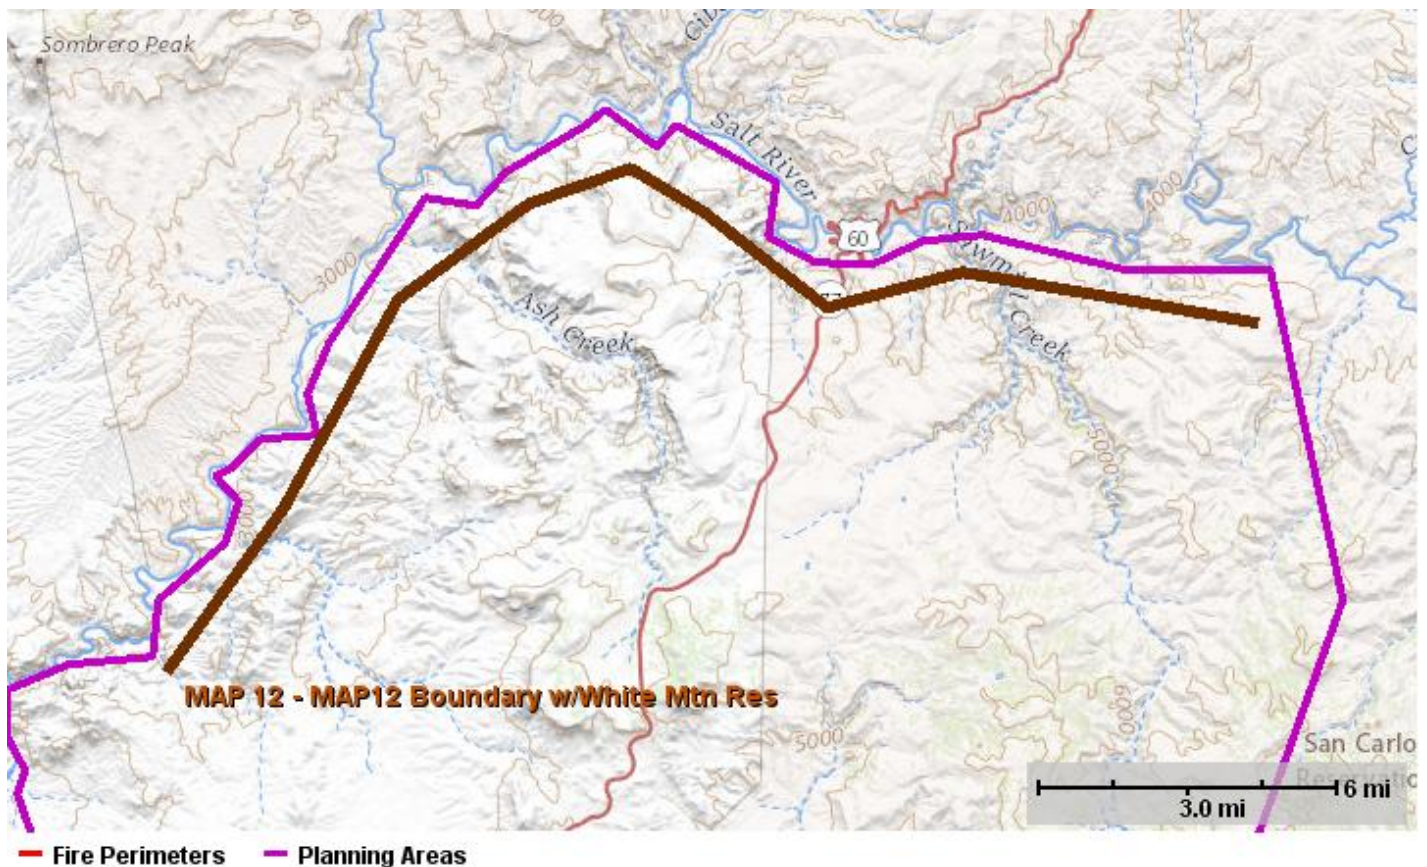 Sombrero Peak
Salt River
60
4000
4000
3000
Ash Creek
Creek
5000
MAP 12 - MAP12 Boundary w/White Mtn Res
6000
5000
San Carlo
6 mi
3.0 mi
Fire Perimeters
Planning Areas